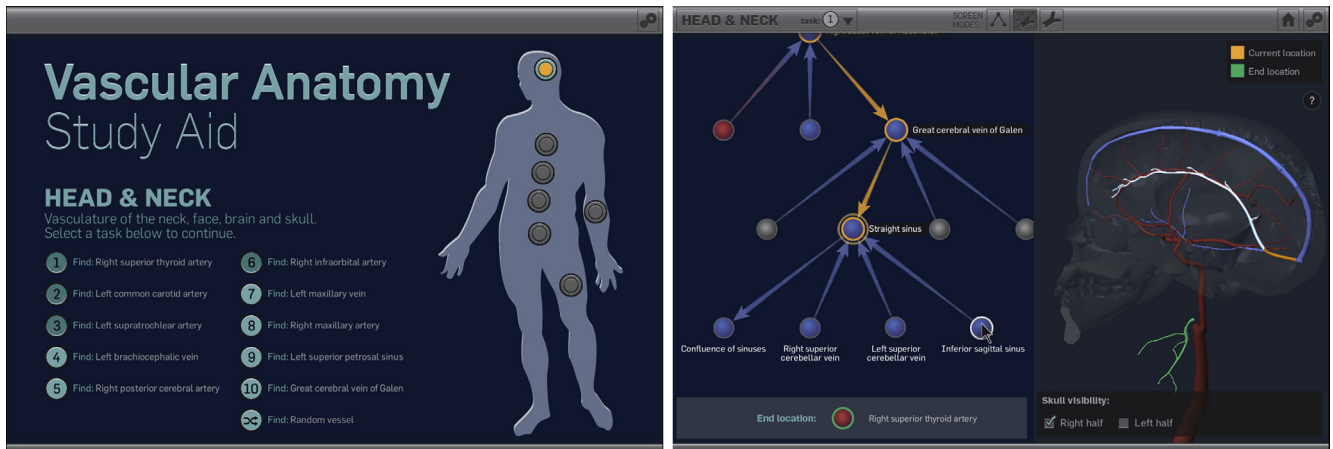 Vascular Anatomy
Study Aid
HEAD & NECK
Vasculature of the neck, face, brain and skull.
Select a task below to continue.
1 Find: Right superior thyroid artery
2 Find: Left common carotid artery
3 Find: Left supratrochlear artery
4 Find: Left brachiocephalic vein
5 Find: Right posterior cerebral artery
6 Find: Right infraorbital artery
7 Find: Left maxillary vein
8 Find: Right maxillary artery
9 Find: Left superior petrosal sinus
10 Find: Great cerebral vein of Galen
Find: Random vessel
HEAD & NECK
task: 1
SCREEN
MODES:
Great cerebral vein of Galen
Straight sinus
Confluence of sinuses
Right superior
cerebellar vein
Left superior
cerebellar vein
Inferior sagittal sinus
End location:
Right superior thyroid artery
Current location
End location
?
Skull visibility:
Right half
Left half